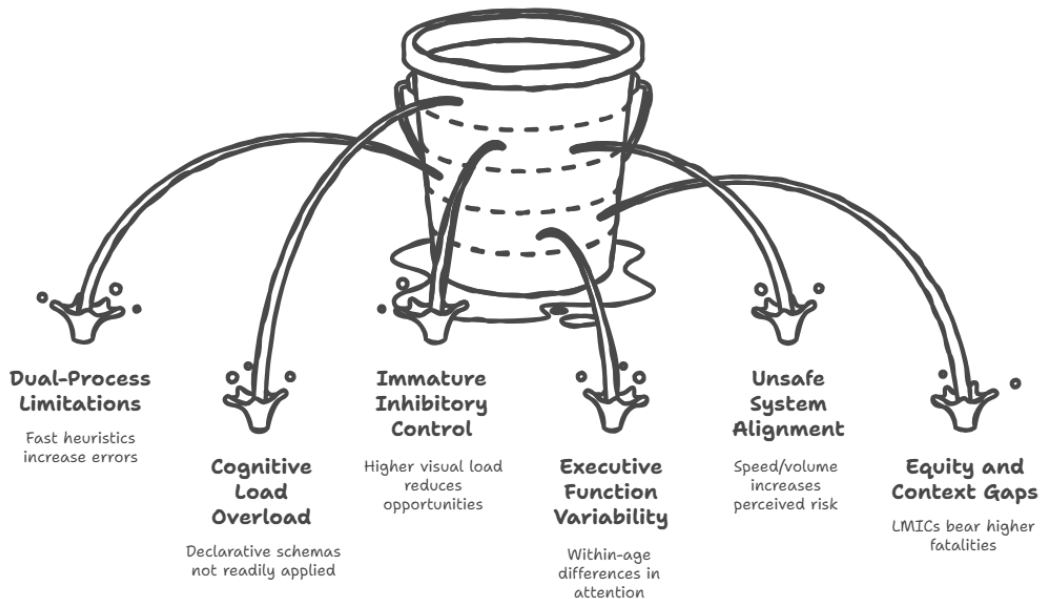 Dual-Process
Limitations
Fast heuristics
increase errors
Cognitive
Load
Overload
Declarative schemas
not readily applied
Immature
Inhibitory
Control
Higher visual load
reduces
opportunities
Executive
Function
Variability
Within-age
differences in
attention
Unsafe
System
Alignment
Speed/volume
increases
perceived risk
Equity and
Context Gaps
LMICs bear higher
fatalities